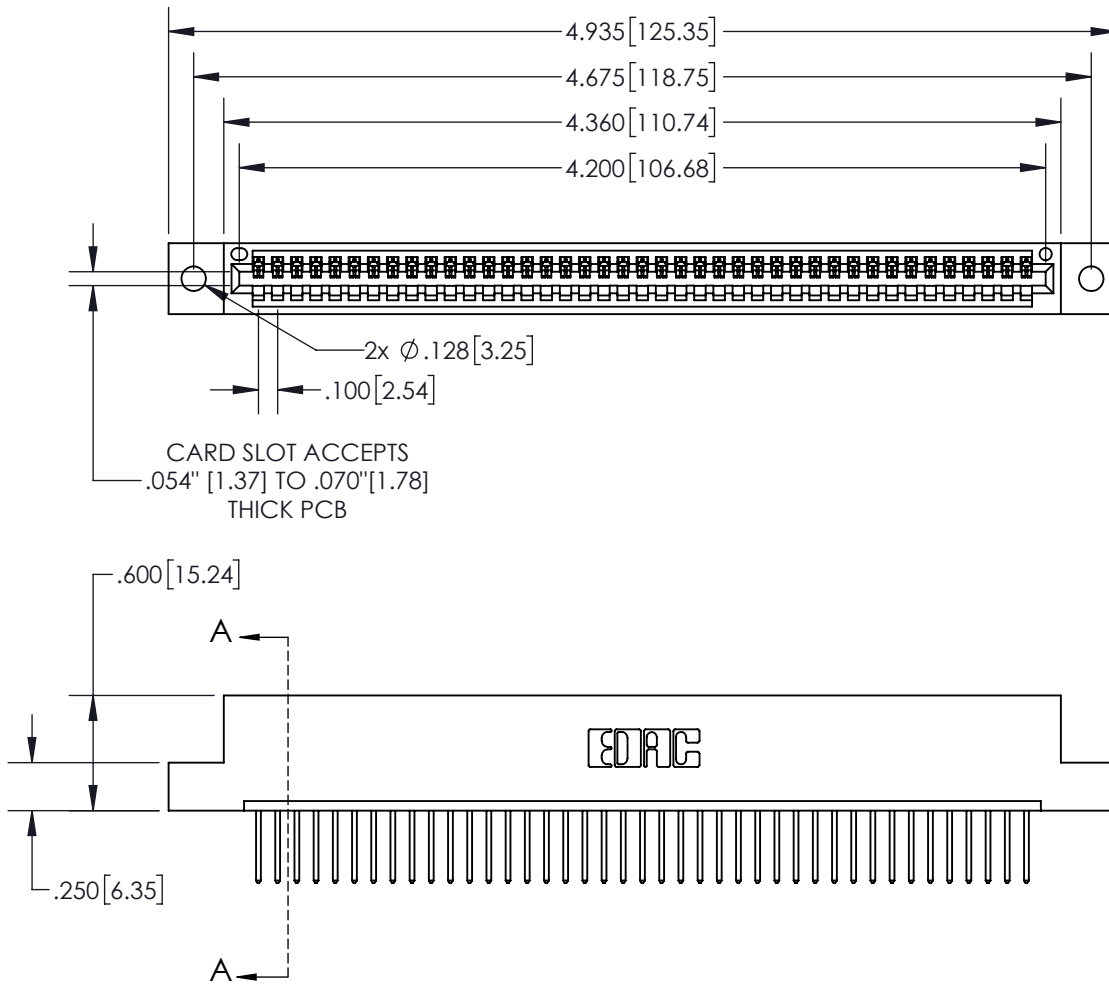 4.935[125.35]
4.675[118.75]
4.360[110.74]
4.200[106.68]
2x Ø.128[3.25]
.100[2.54]
CARD SLOT ACCEPTS
.054" [1.37] TO .070"[1.78]
THICK PCB
.600[15.24]
A
EDAC
.250[6.35]
A